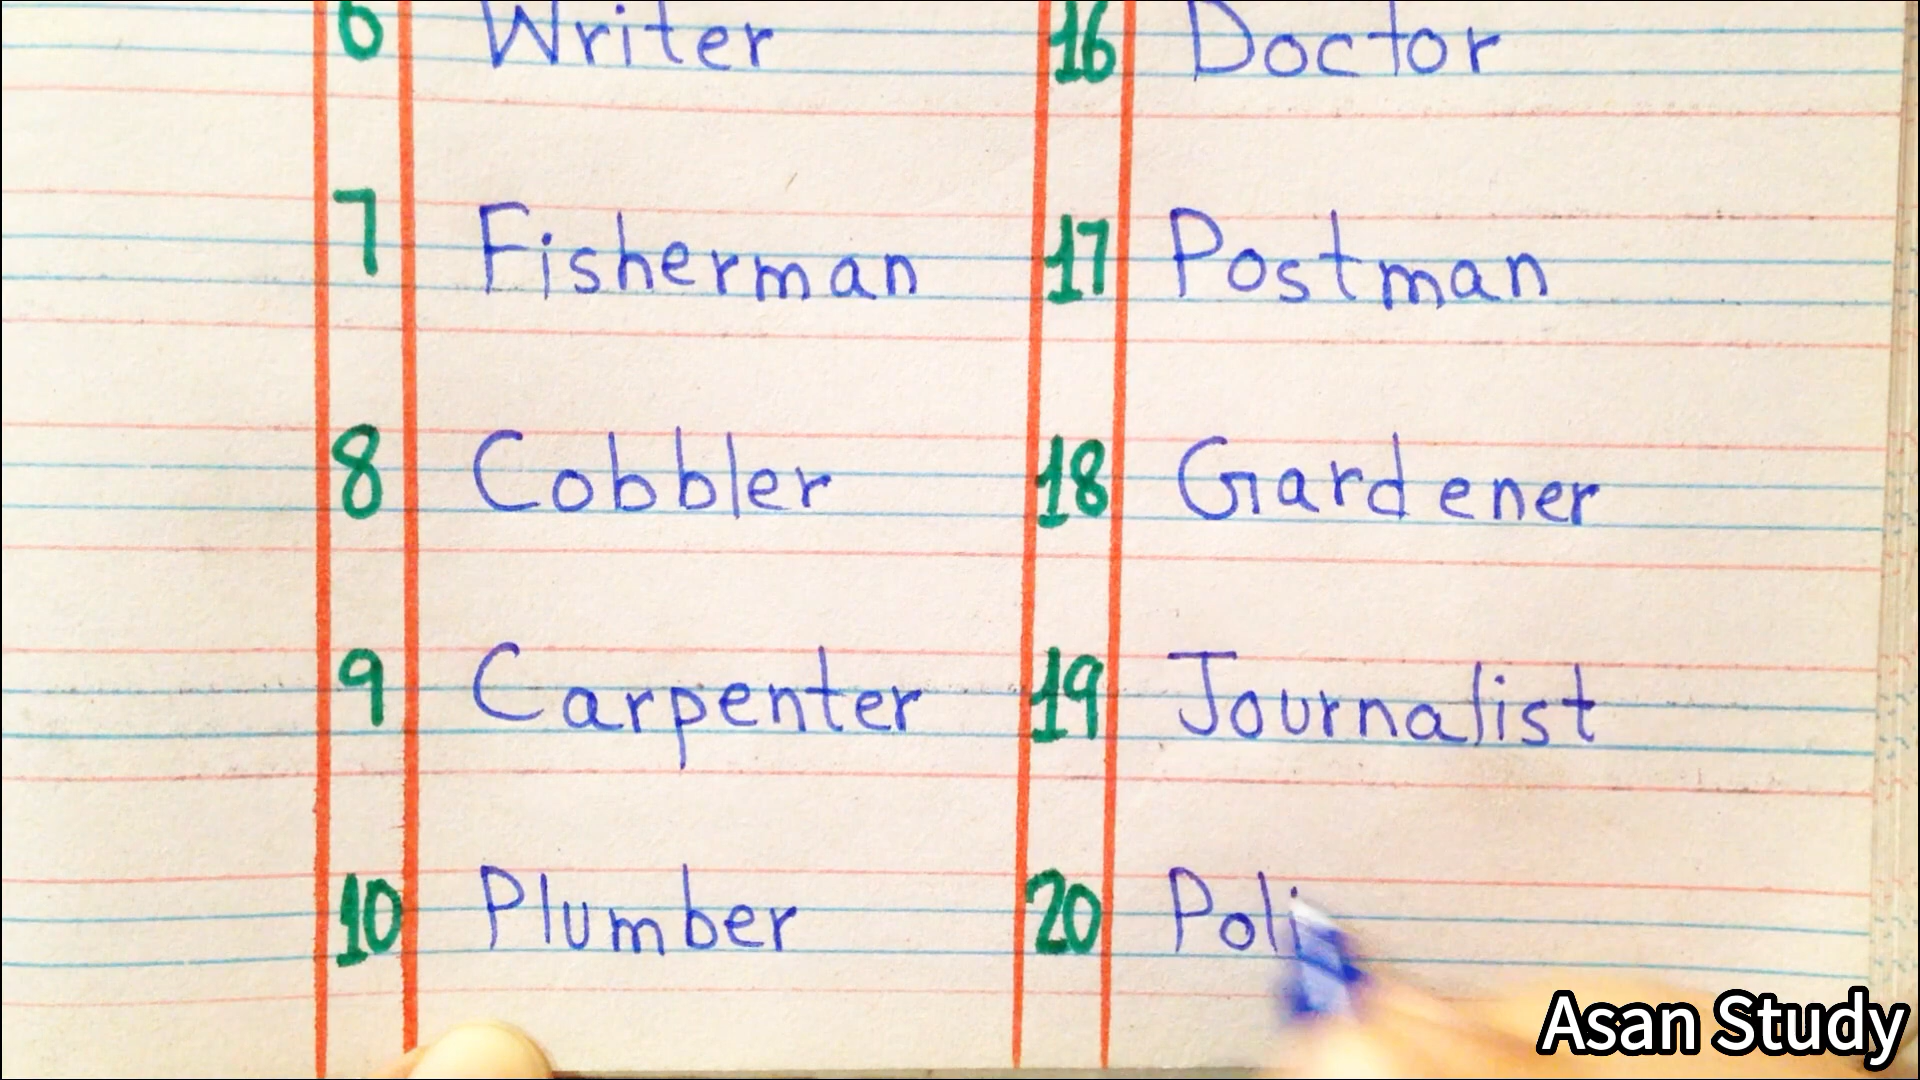 6 Writer 16 Doctor
7 Fisherman 17 Postman
8 Cobbler 18 Gardener
9 Carpenter 19 Journalist
10 Plumber 20 Poli
Asan Study